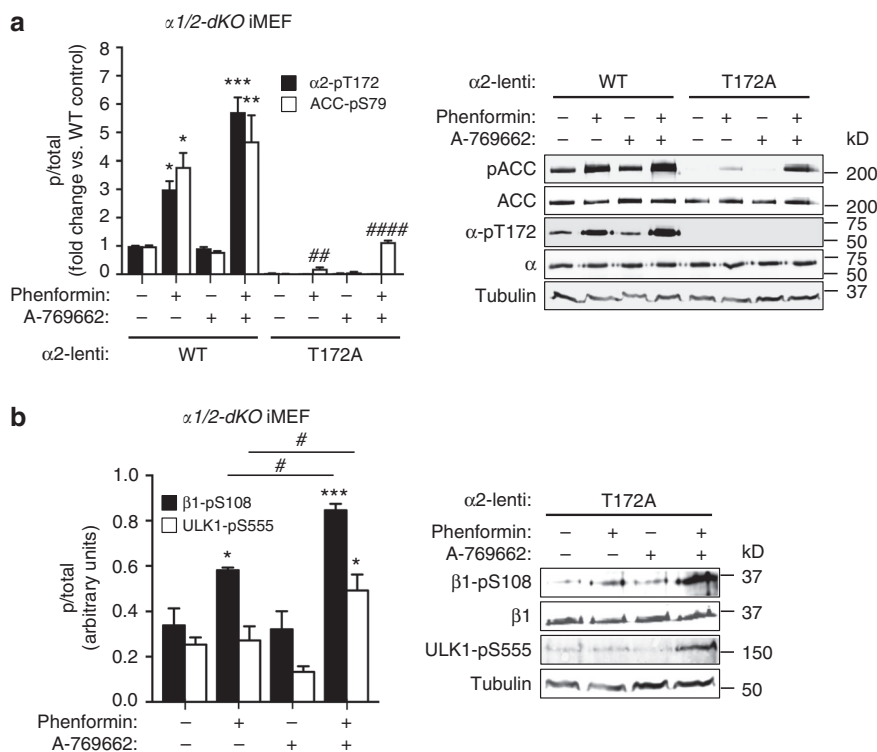 a
α1/2-dKO iMEF
p/total
(fold change vs. WT control)
8
7
6
5
4
3
2
1
0
α2-pT172
ACC-pS79
* * *** ** ## ####
Phenformin: – + – + – + – +
A-769662: – – + + – – + +
α2-lenti: WT T172A
α2-lenti: WT T172A
Phenformin: – + – + – + – +
A-769662: – – + + – – + + kD
pACC 200
ACC 200
α-pT172 75
50
α 75
50
Tubulin 37
b
α1/2-dKO iMEF
#
#
p/total
(arbitrary units)
1.0
0.8
0.6
0.4
0.2
0.0
β1-pS108
ULK1-pS555
* *** *
Phenformin: – + – +
A-769662: – – + +
α2-lenti: T172A
Phenformin: – + – +
A-769662: – – + + kD
β1-pS108 37
β1 37
ULK1-pS555 150
Tubulin 50